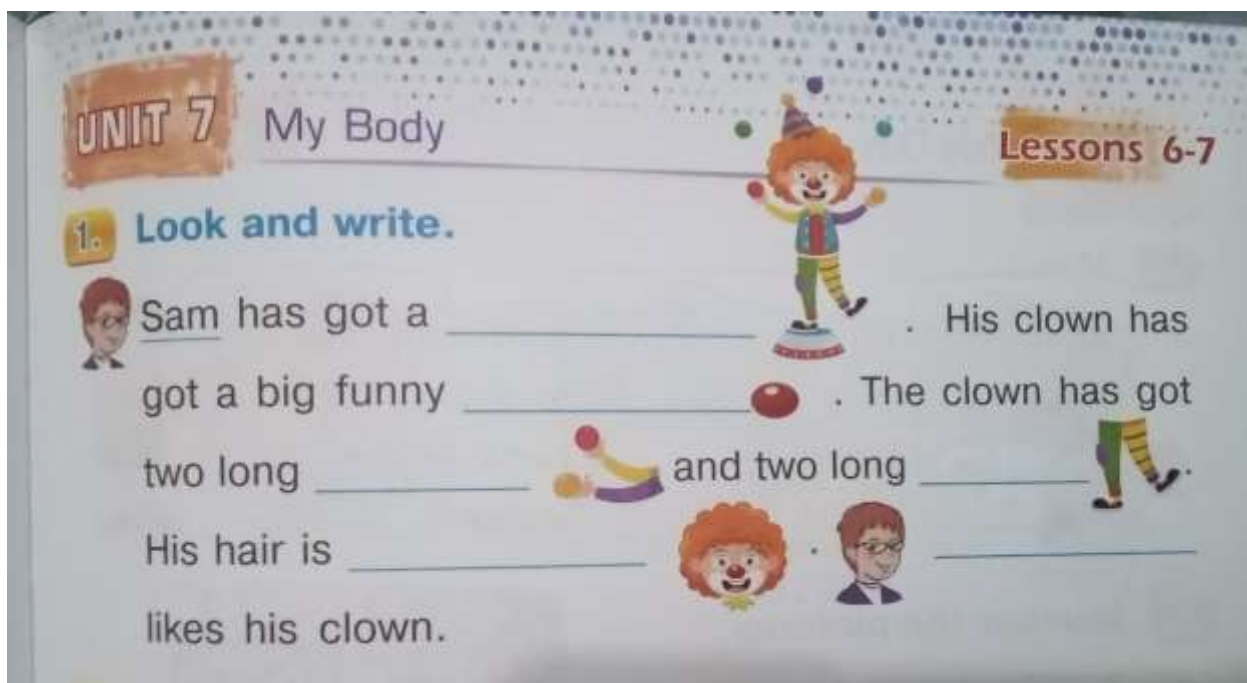 UNIT 7 My Body
Lessons 6-7
1. Look and write.
Sam has got a . His clown has
got a big funny . The clown has got
two long and two long .
His hair is .
likes his clown.